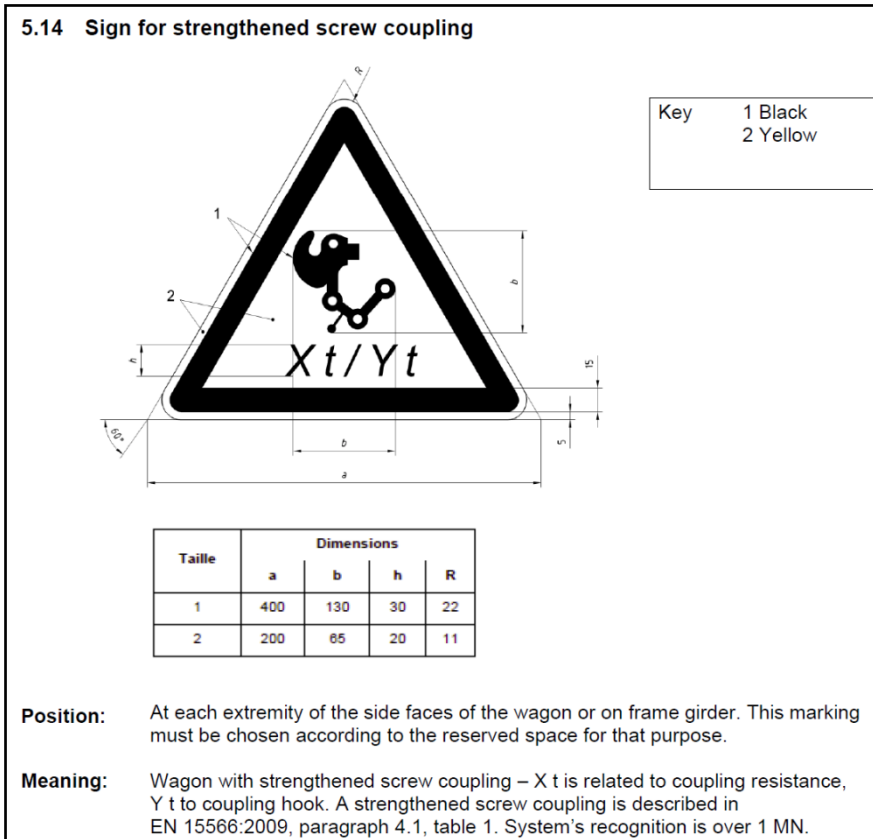 5.14 Sign for strengthened screw coupling
R
Key 1 Black
2 Yellow
1
b
2
h
Xt/Yt
15
60°
b
5
a
Taille Dimensions
a b h R
1 400 130 30 22
2 200 65 20 11
Position: At each extremity of the side faces of the wagon or on frame girder. This marking
must be chosen according to the reserved space for that purpose.
Meaning: Wagon with strengthened screw coupling – X t is related to coupling resistance,
Y t to coupling hook. A strengthened screw coupling is described in
EN 15566:2009, paragraph 4.1, table 1. System's recognition is over 1 MN.